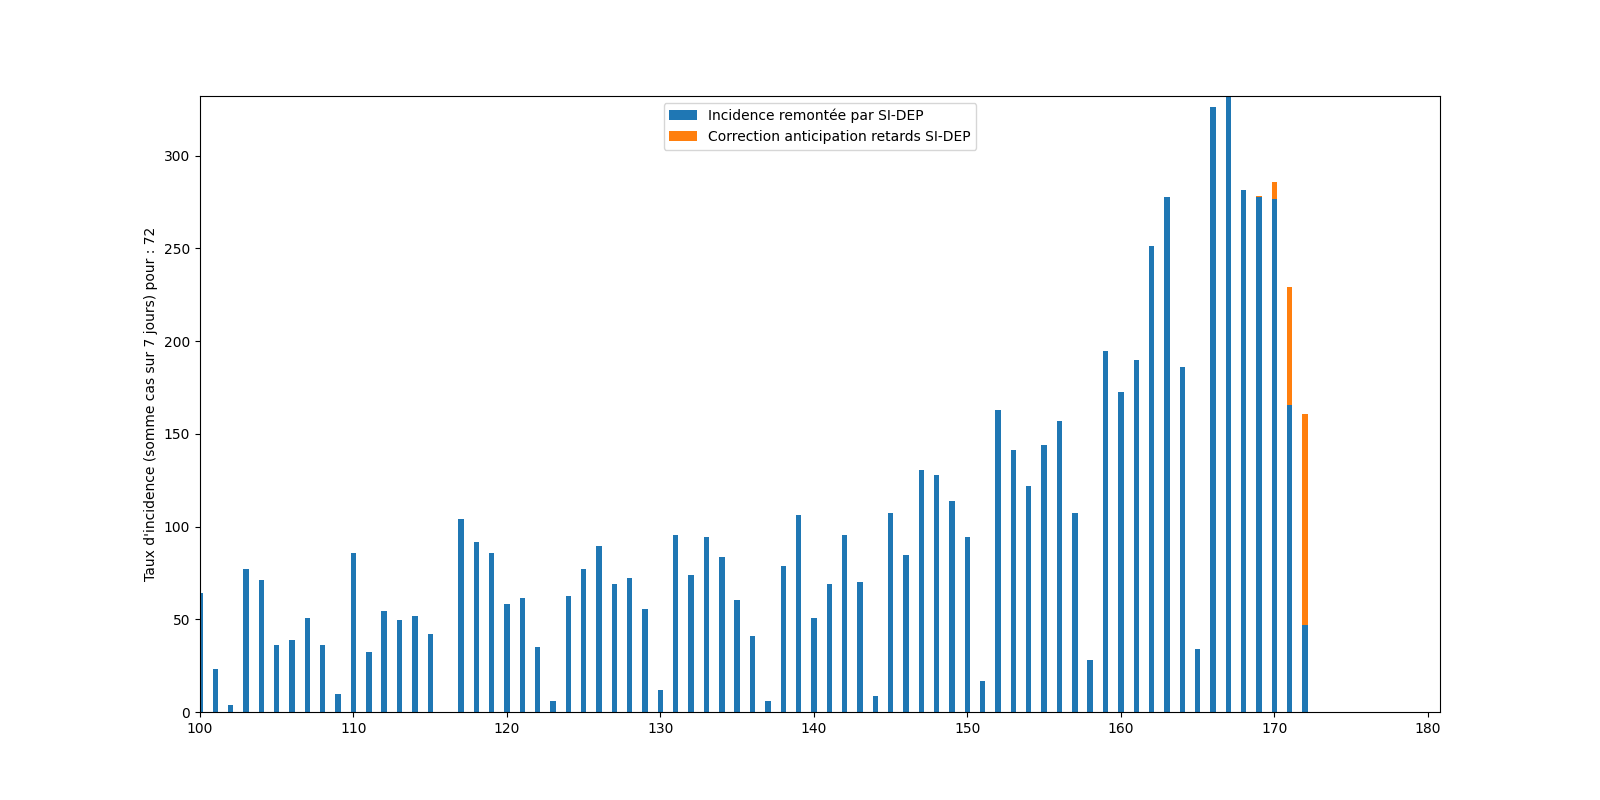 Incidence remontée par SI-DEP
Correction anticipation retards SI-DEP
Taux d'incidence (somme cas sur 7 jours) pour : 72
300
250
200
150
100
50
0
100 110 120 130 140 150 160 170 180